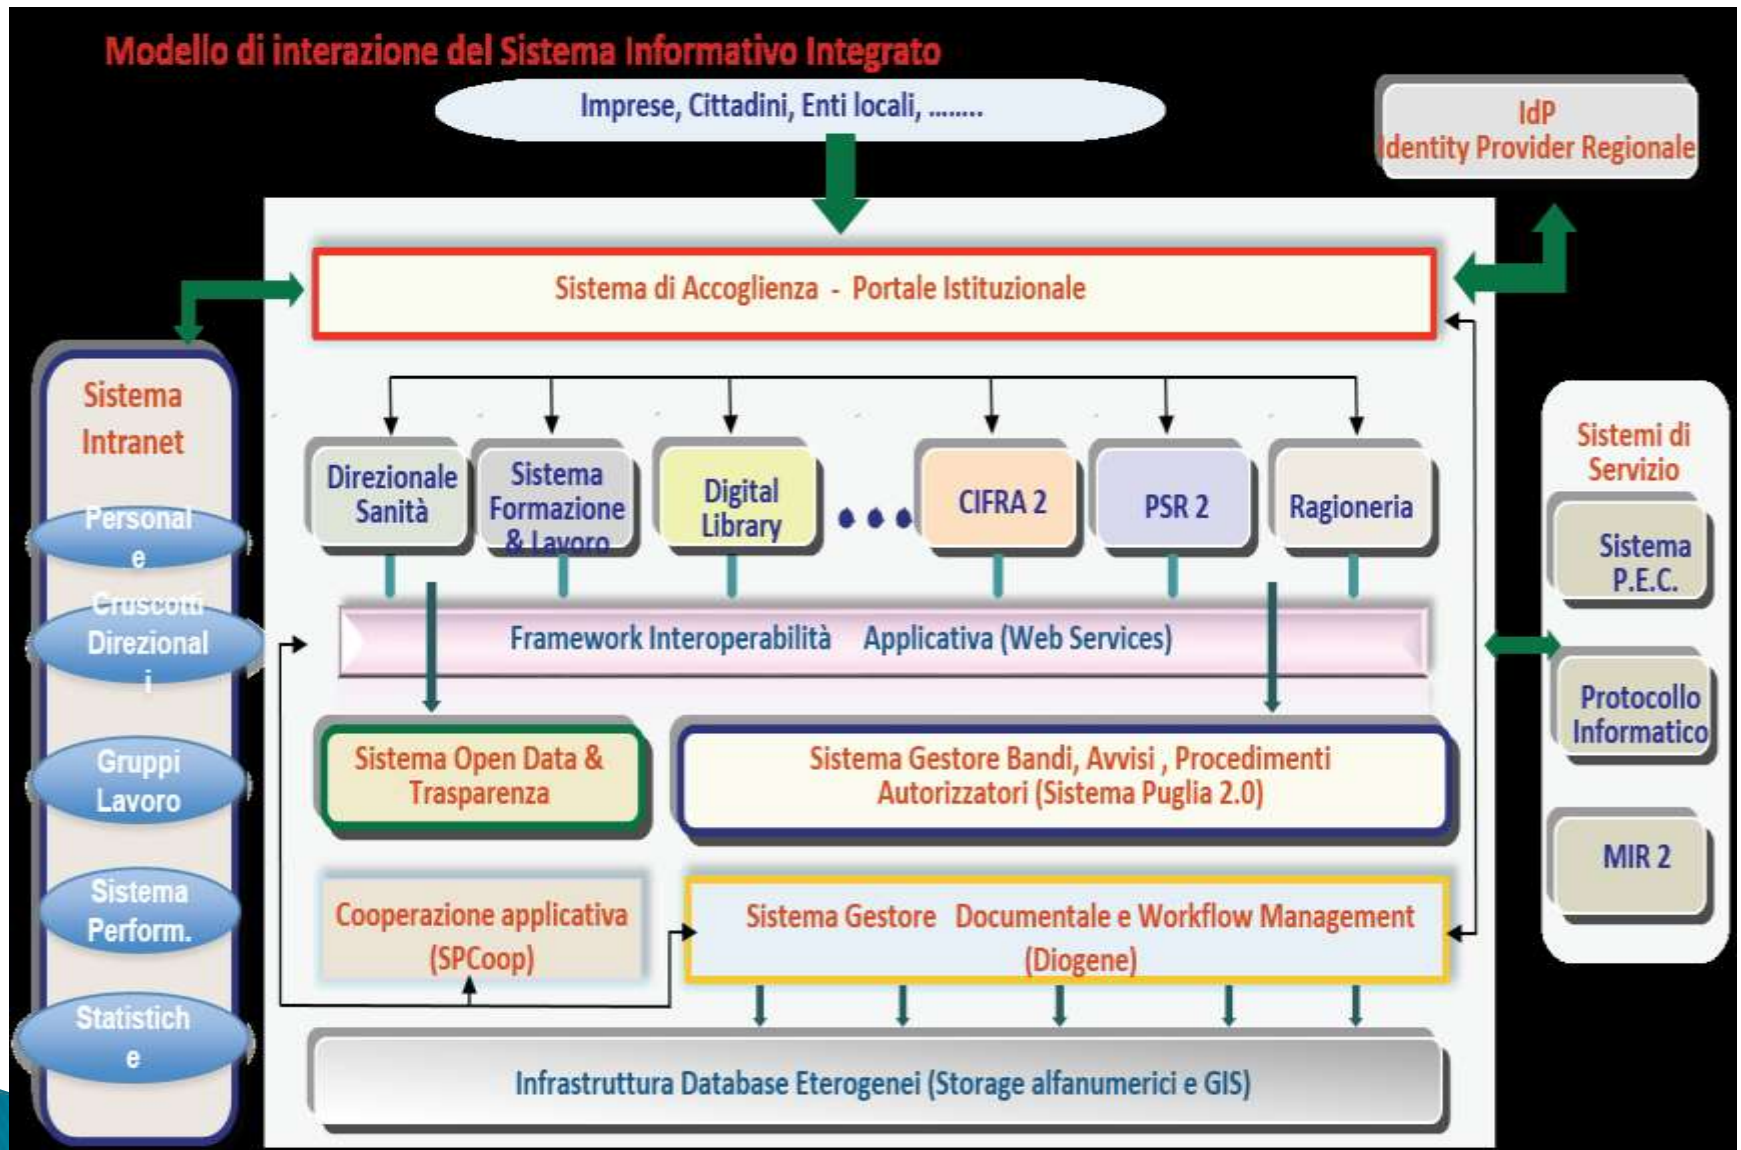 Modello di interazione del Sistema Informativo Integrato
Imprese, Cittadini, Enti locali, ........
IdP
Identity Provider Regionale
Sistema di Accoglienza - Portale Istituzionale
Sistema
Intranet
Personal
e
Cruscotti
Direzional
i
Gruppi
Lavoro
Sistema
Perform.
Statistich
e
Direzionale
Sanità
Sistema
Formazione
& Lavoro
Digital
Library
CIFRA 2
PSR 2
Ragioneria
Framework Interoperabilità Applicativa (Web Services)
Sistema Open Data &
Trasparenza
Sistema Gestore Bandi, Avvisi , Procedimenti
Autorizzatori (Sistema Puglia 2.0)
Cooperazione applicativa
(SPCoop)
Sistema Gestore Documentale e Workflow Management
(Diogene)
Infrastruttura Database Eterogenei (Storage alfanumerici e GIS)
Sistemi di
Servizio
Sistema
P.E.C.
Protocollo
Informatico
MIR 2